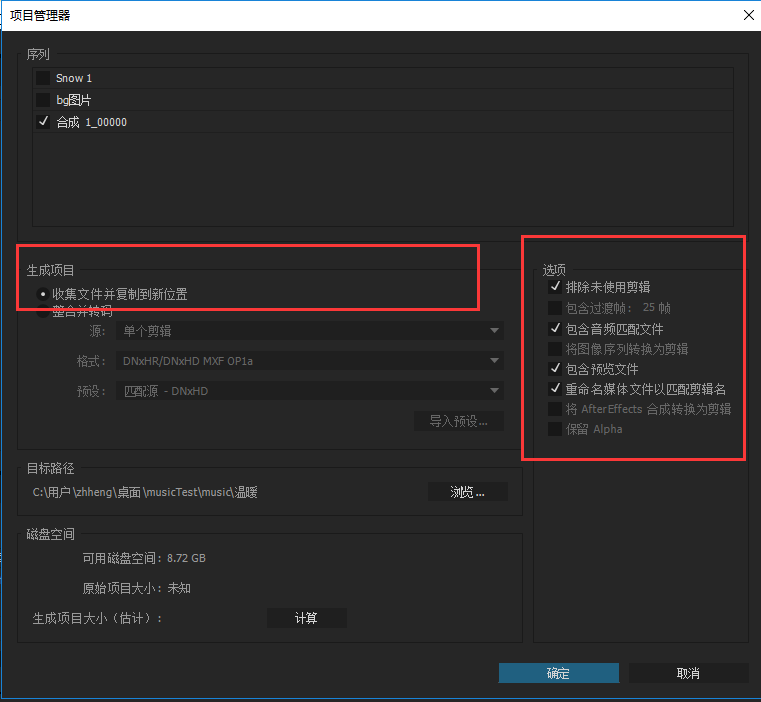 项目管理器
序列
Snow 1
bg图片
合成 1_00000
生成项目
收集文件并复制到新位置
整合并转码
源: 单个剪辑
格式: DNxHR/DNxHD MXF OP1a
预设: 匹配源 - DNxHD
导入预设...
选项
排除未使用剪辑
包含过渡帧: 25 帧
包含音频匹配文件
将图像序列转换为剪辑
包含预览文件
重命名媒体文件以匹配剪辑名
将 AfterEffects 合成转换为剪辑
保留 Alpha
目标路径
C:\用户\zhheng\桌面\musicTest\music\温暖
浏览...
磁盘空间
可用磁盘空间: 8.72 GB
原始项目大小: 未知
生成项目大小（估计）:
计算
确定
取消